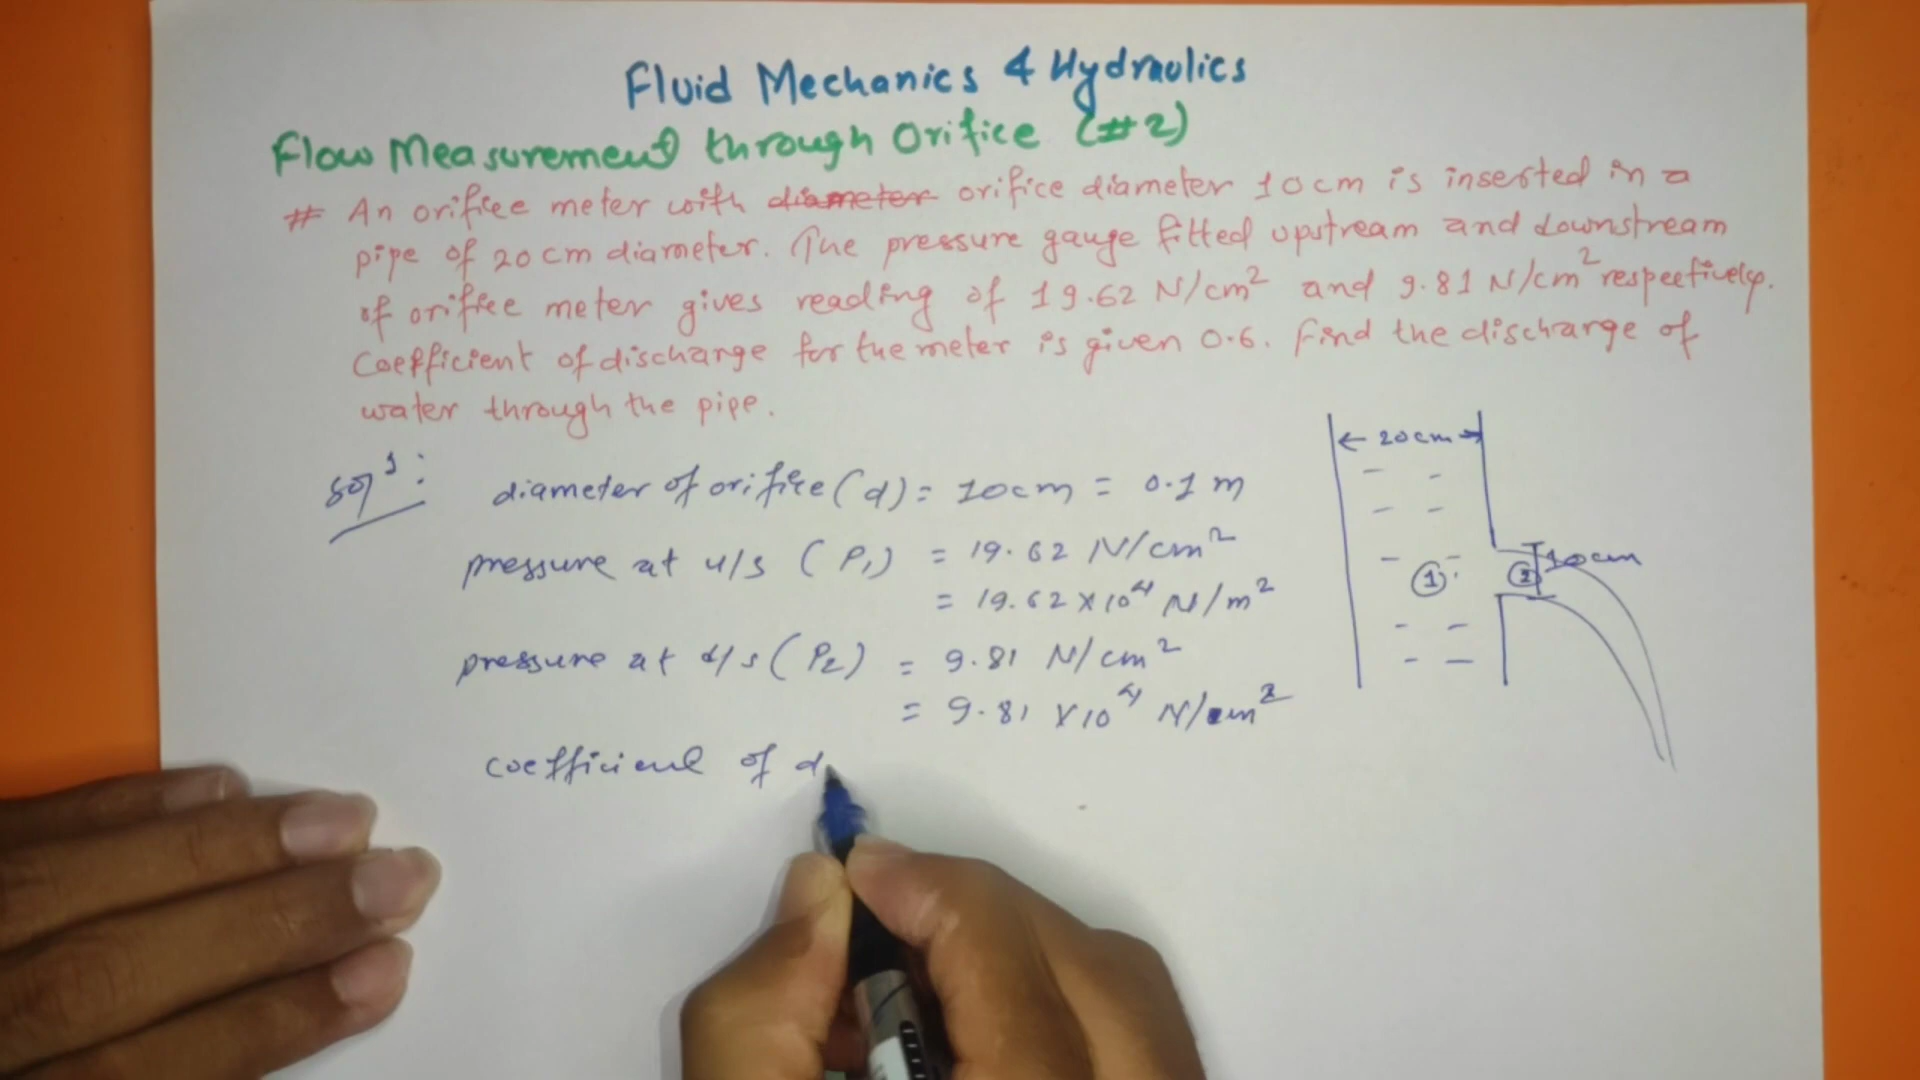 Fluid Mechanics & Hydraulics
Flow Measurement through Orifice (#2)
# An orifice meter with diameter orifice diameter 10cm is inserted in a
pipe of 20cm diameter. The pressure gauge fitted upstream and downstream
of orifice meter gives reading of 19.62 N/cm² and 9.81 N/cm² respectively.
Coefficient of discharge for the meter is given 0.6. Find the discharge of
water through the pipe.
Solⁿ:
diameter of orifice (d) = 10cm = 0.1 m
pressure at u/s (P₁) = 19.62 N/cm²
= 19.62 × 10⁴ N/m²
pressure at d/s (P₂) = 9.81 N/cm²
= 9.81 × 10⁴ N/m²
coefficient of d
20cm
1
2
10cm